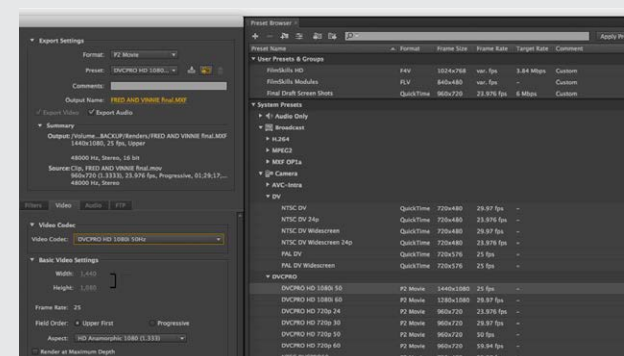 Export Settings
Format: P2 Movie
Preset: DVCPRO HD 1080...
Comments:
Output Name: FRED AND VINNIE final.MXF
Export Video Export Audio
Summary
Output: /Volume...BACKUP/Renders/FRED AND VINNIE final.MXF
1440x1080, 25 fps, Upper
48000 Hz, Stereo, 16 bit
Source: Clip, FRED AND VINNIE final.mov
960x720 (1.3333), 23.976 fps, Progressive, 01;29;17;...
48000 Hz, Stereo
Filters Video Audio FTP
Video Codec
Video Codec: DVCPRO HD 1080i 50Hz
Basic Video Settings
Width: 1,440
Height: 1,080
Frame Rate: 25
Field Order: Upper First Progressive
Aspect: HD Anamorphic 1080 (1.333)
Render at Maximum Depth
Preset Browser
Apply Pr
Preset Name Format Frame Size Frame Rate Target Rate Comment
User Presets & Groups
FilmSkills HD F4V 1024x768 var. fps 3.84 Mbps Custom
FilmSkills Modules FLV 840x480 var. fps - Custom
Final Draft Screen Shots QuickTime 960x720 23.976 fps 6 Mbps Custom
System Presets
Audio Only
Broadcast
H.264
MPEG2
MXF OP1a
Camera
AVC-Intra
DV
NTSC DV QuickTime 720x480 29.97 fps -
NTSC DV 24p QuickTime 720x480 23.976 fps -
NTSC DV Widescreen QuickTime 720x480 29.97 fps -
NTSC DV Widescreen 24p QuickTime 720x480 23.976 fps -
PAL DV QuickTime 720x576 25 fps -
PAL DV Widescreen QuickTime 720x576 25 fps -
DVCPRO
DVCPRO HD 1080i 50 P2 Movie 1440x1080 25 fps -
DVCPRO HD 1080i 60 P2 Movie 1280x1080 29.97 fps -
DVCPRO HD 720p 24 P2 Movie 960x720 23.976 fps -
DVCPRO HD 720p 30 P2 Movie 960x720 29.97 fps -
DVCPRO HD 720p 50 P2 Movie 960x720 50 fps -
DVCPRO HD 720p 60 P2 Movie 960x720 59.94 fps -